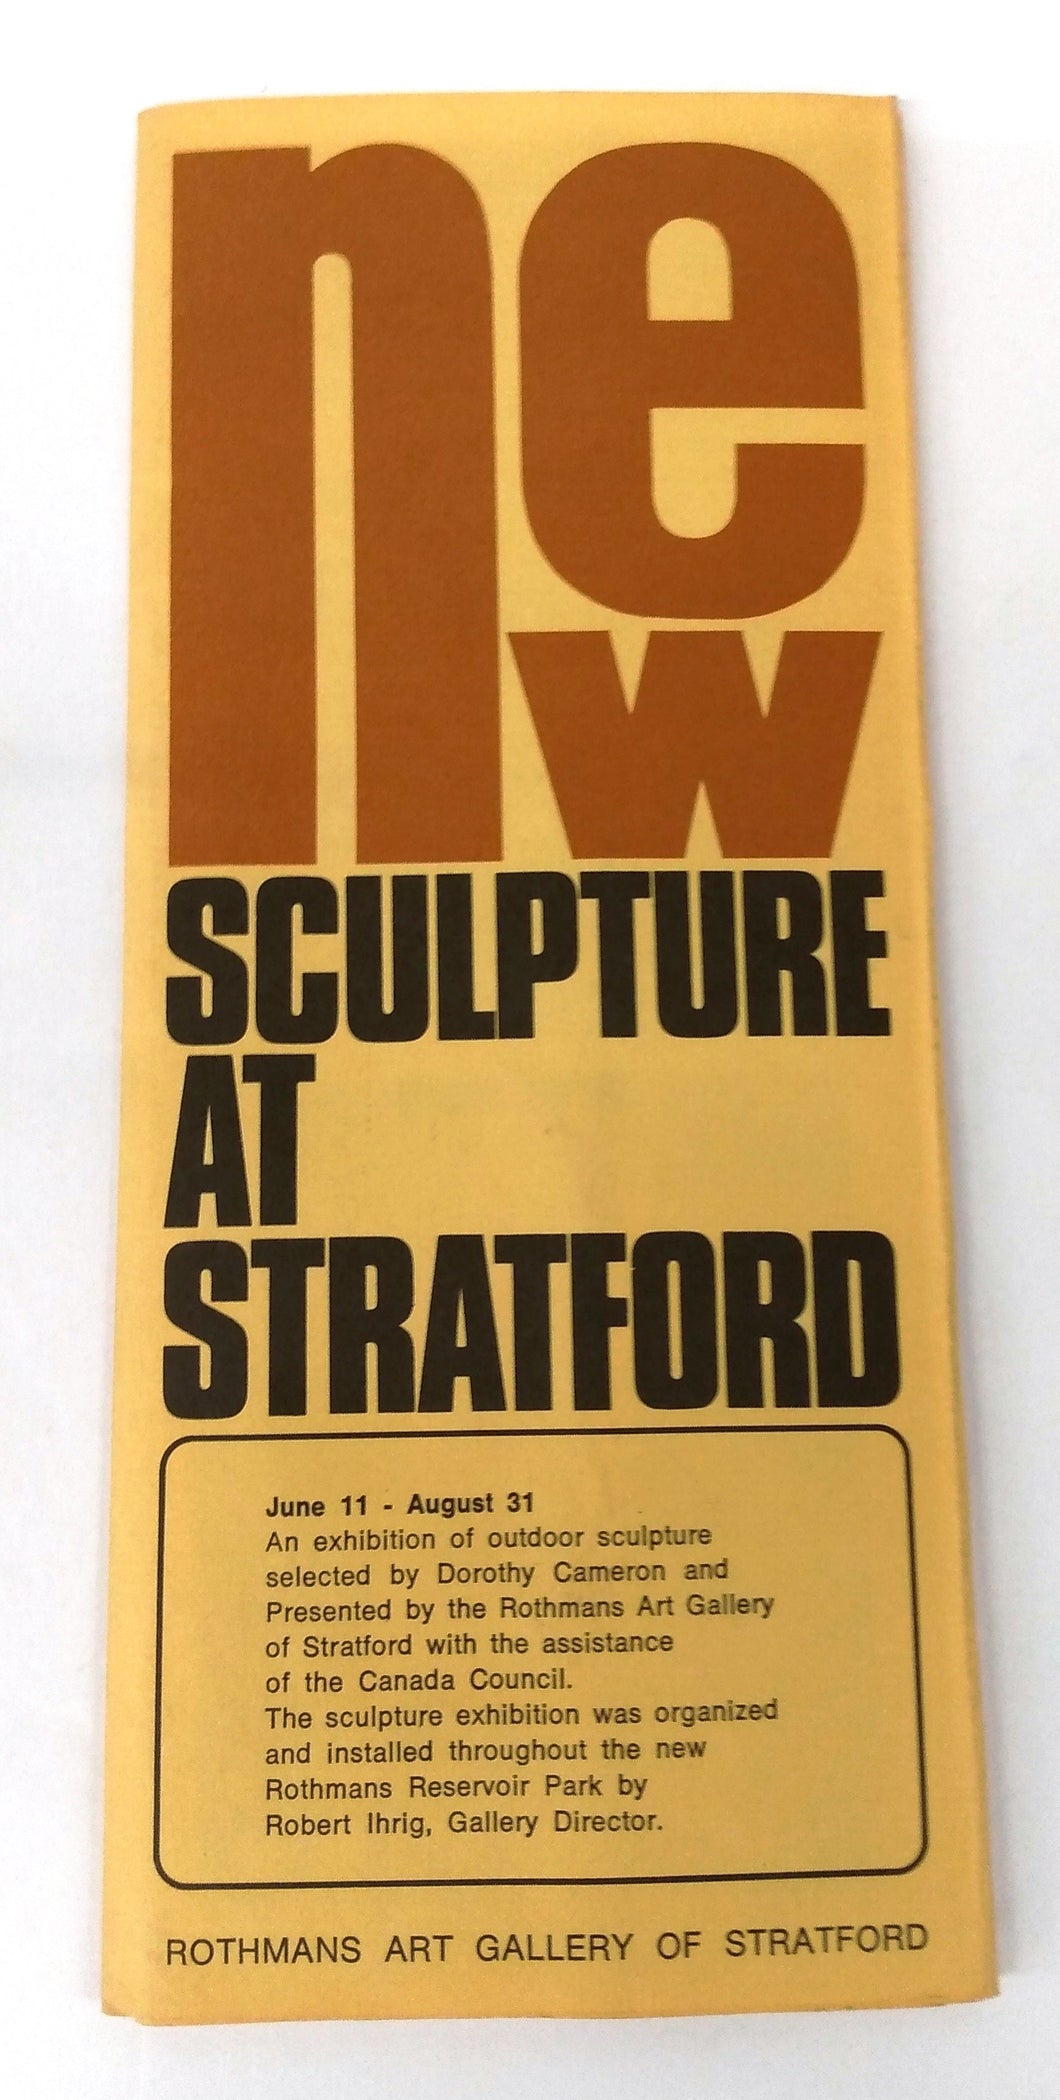 new
SCULPTURE
AT
STRATFORD
June 11 - August 31
An exhibition of outdoor sculpture
selected by Dorothy Cameron and
Presented by the Rothmans Art Gallery
of Stratford with the assistance
of the Canada Council.
The sculpture exhibition was organized
and installed throughout the new
Rothmans Reservoir Park by
Robert Ihrig, Gallery Director.
ROTHMANS ART GALLERY OF STRATFORD